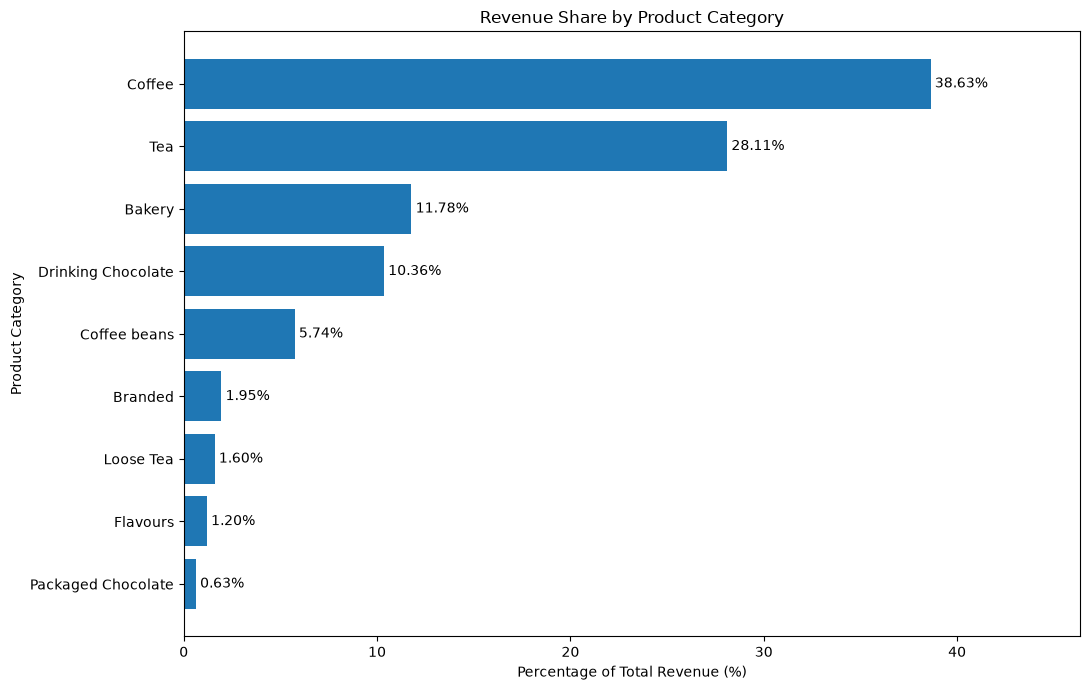 Revenue Share by Product Category
Product Category
Coffee 38.63%
Tea 28.11%
Bakery 11.78%
Drinking Chocolate 10.36%
Coffee beans 5.74%
Branded 1.95%
Loose Tea 1.60%
Flavours 1.20%
Packaged Chocolate 0.63%
0 10 20 30 40
Percentage of Total Revenue (%)